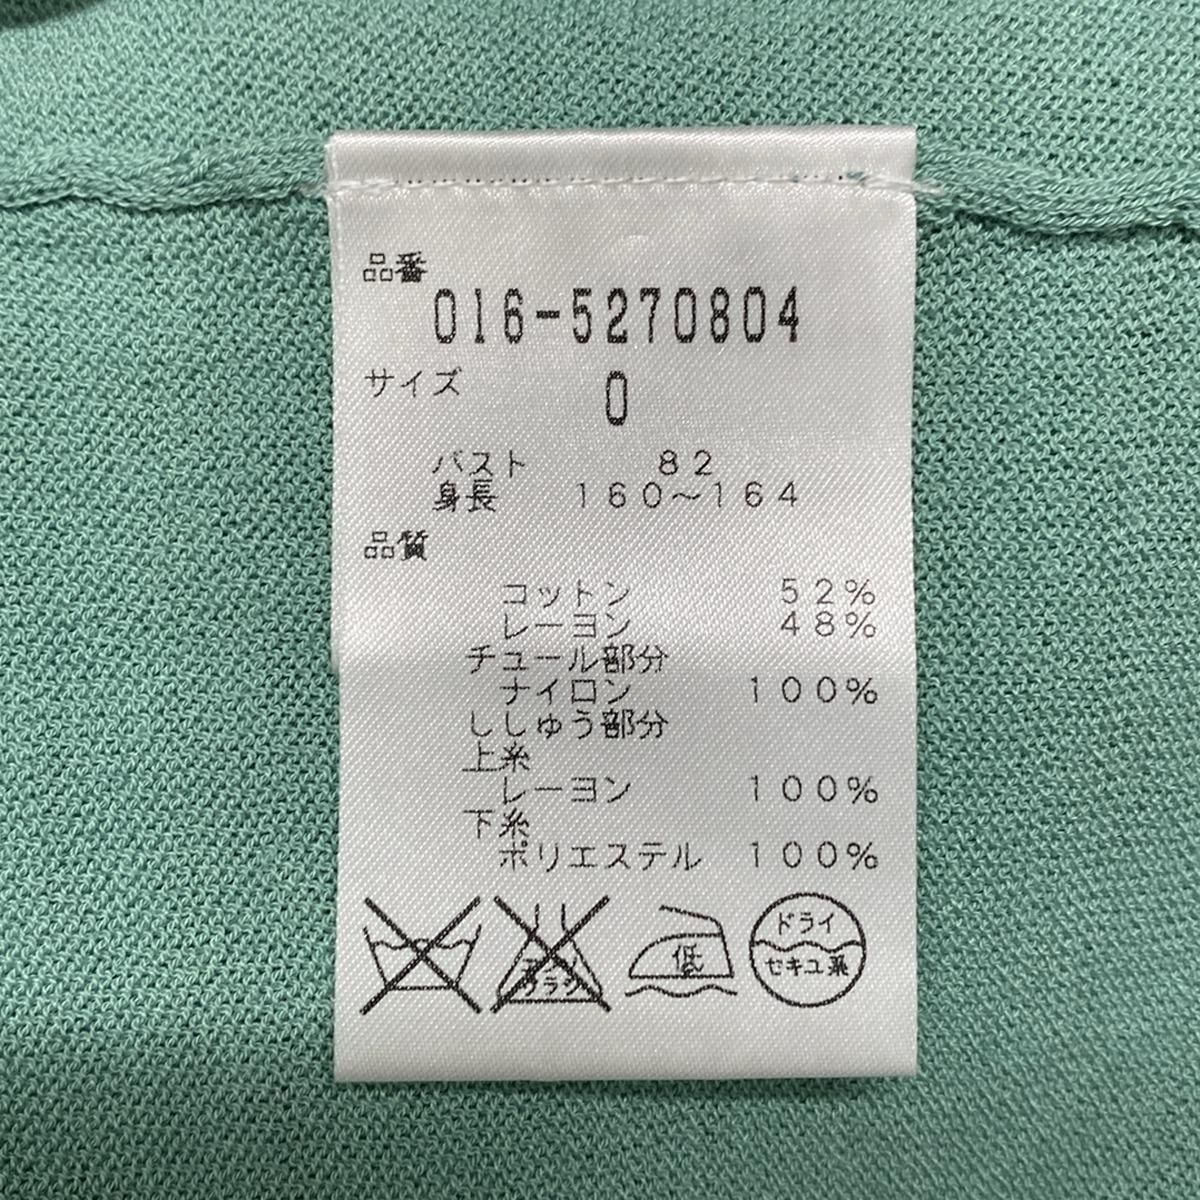 品番
016-5270804
サイズ 0
バスト 82
身長 160～164
品質
コットン 52%
レーヨン 48%
チュール部分
ナイロン 100%
ししゅう部分
上糸
レーヨン 100%
下糸
ポリエステル 100%
低
ドライ
セキユ系